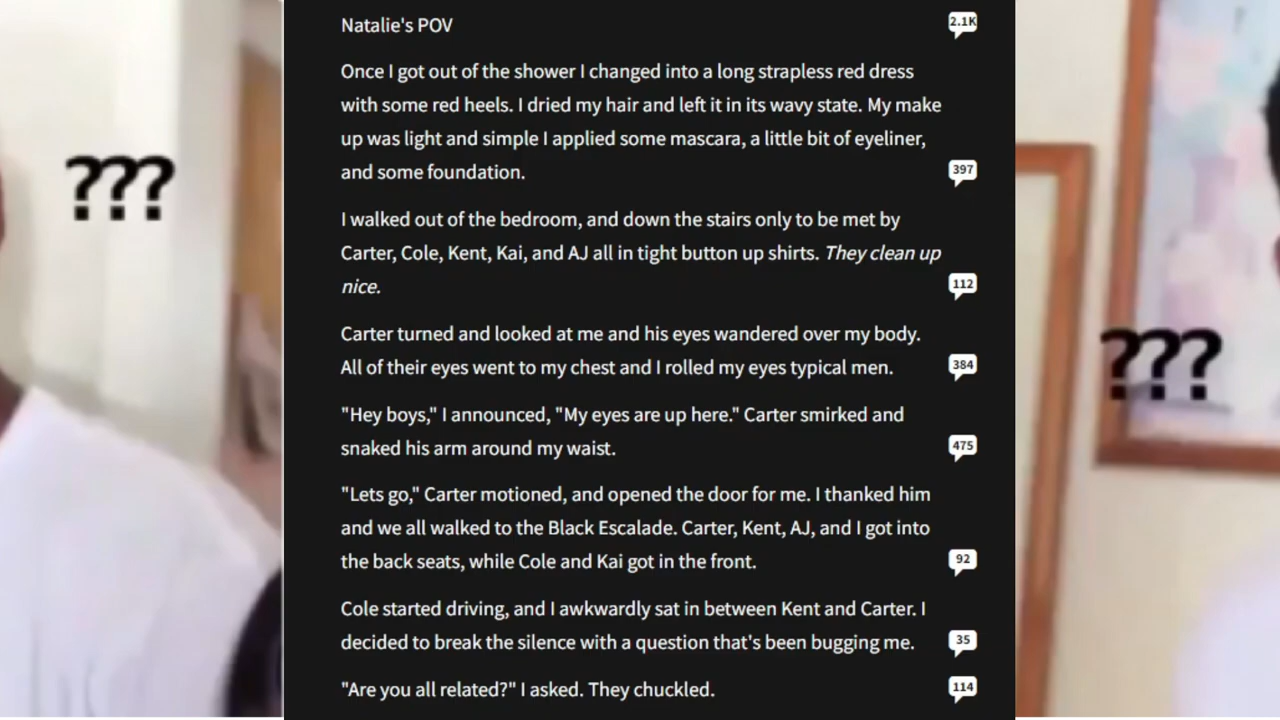 Natalie's POV
2.1K
Once I got out of the shower I changed into a long strapless red dress
with some red heels. I dried my hair and left it in its wavy state. My make
up was light and simple I applied some mascara, a little bit of eyeliner,
and some foundation.
397
I walked out of the bedroom, and down the stairs only to be met by
Carter, Cole, Kent, Kai, and AJ all in tight button up shirts. They clean up
nice.
112
Carter turned and looked at me and his eyes wandered over my body.
All of their eyes went to my chest and I rolled my eyes typical men.
384
"Hey boys," I announced, "My eyes are up here." Carter smirked and
snaked his arm around my waist.
475
"Lets go," Carter motioned, and opened the door for me. I thanked him
and we all walked to the Black Escalade. Carter, Kent, AJ, and I got into
the back seats, while Cole and Kai got in the front.
92
Cole started driving, and I awkwardly sat in between Kent and Carter. I
decided to break the silence with a question that's been bugging me.
35
"Are you all related?" I asked. They chuckled.
114
???
???